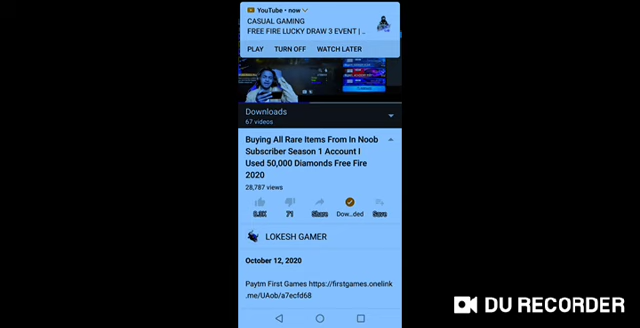 YouTube • now
CASUAL GAMING
FREE FIRE LUCKY DRAW 3 EVENT | ..
PLAY TURN OFF WATCH LATER
Downloads
67 videos
Buying All Rare Items From In Noob
Subscriber Season 1 Account I
Used 50,000 Diamonds Free Fire
2020
28,787 views
71 Share Dow...ded Save
LOKESH GAMER
October 12, 2020
Paytm First Games https://firstgames.onelink
.me/UAob/a7ecfd68
DU RECORDER